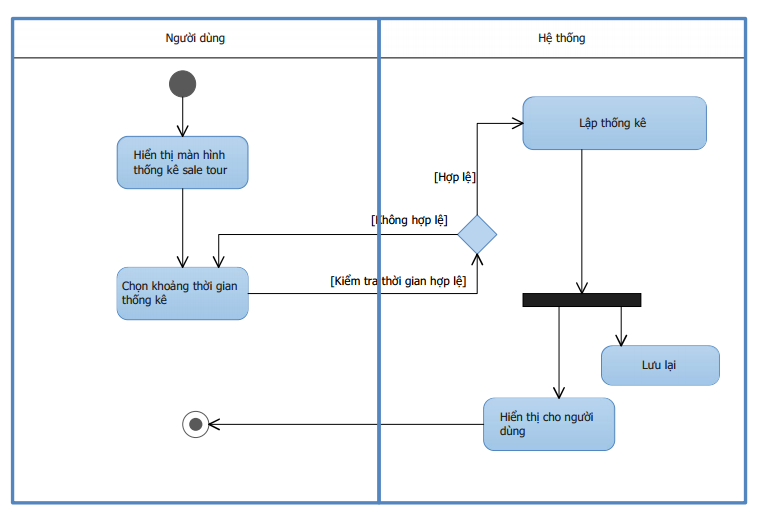 Người dùng
Hệ thống
Hiển thị màn hình
thống kê sale tour
Lập thống kê
[Hợp lệ]
[Không hợp lệ]
[Kiểm tra thời gian hợp lệ]
Chọn khoảng thời gian
thống kê
Lưu lại
Hiển thị cho người
dùng